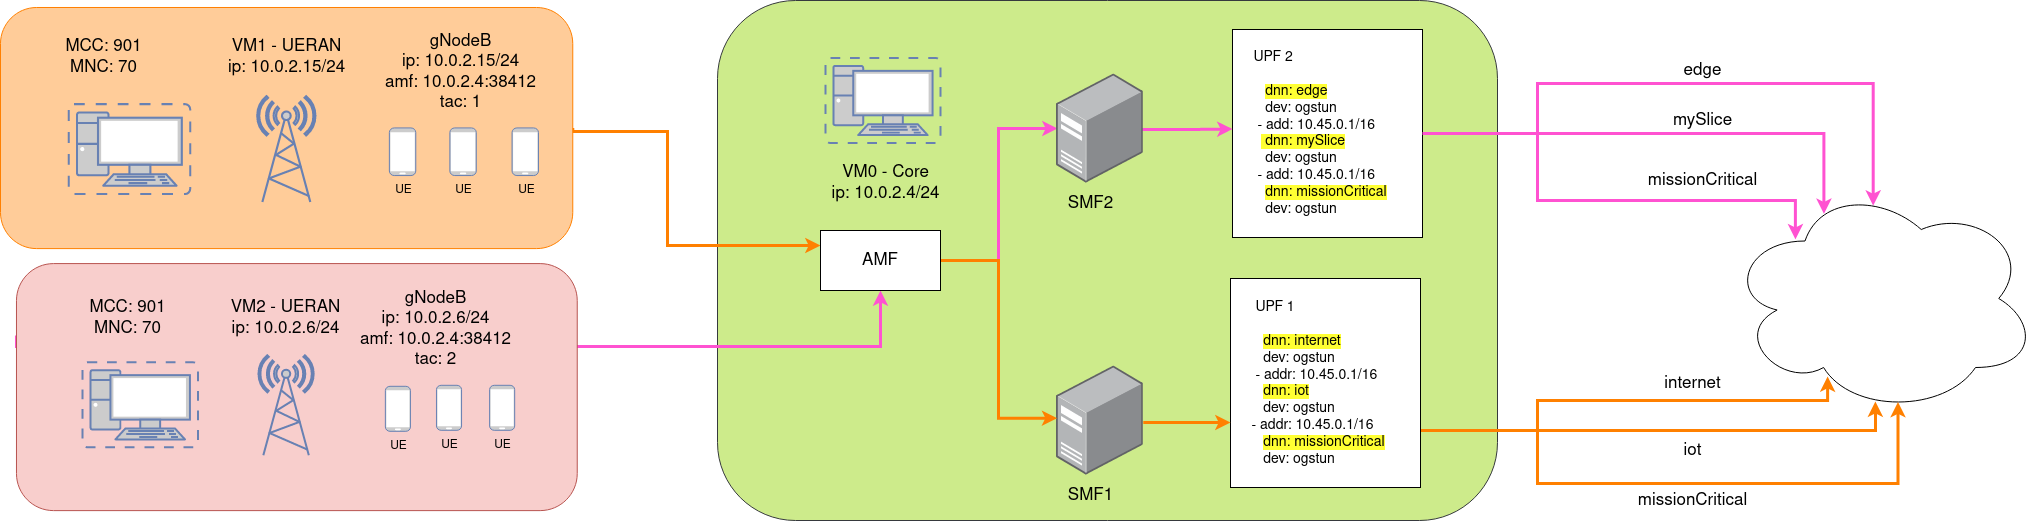 MCC: 901
MNC: 70
VM1 - UERAN
ip: 10.0.2.15/24
gNodeB
ip: 10.0.2.15/24
amf: 10.0.2.4:38412
tac: 1
UE
UE
UE
MCC: 901
MNC: 70
VM2 - UERAN
ip: 10.0.2.6/24
gNodeB
ip: 10.0.2.6/24
amf: 10.0.2.4:38412
tac: 2
UE
UE
UE
VM0 - Core
ip: 10.0.2.4/24
AMF
SMF2
SMF1
UPF 2
dnn: edge
dev: ogstun
- add: 10.45.0.1/16
dnn: mySlice
dev: ogstun
- add: 10.45.0.1/16
dnn: missionCritical
dev: ogstun
UPF 1
dnn: internet
dev: ogstun
- addr: 10.45.0.1/16
dnn: iot
dev: ogstun
- addr: 10.45.0.1/16
dnn: missionCritical
dev: ogstun
edge
mySlice
missionCritical
internet
iot
missionCritical